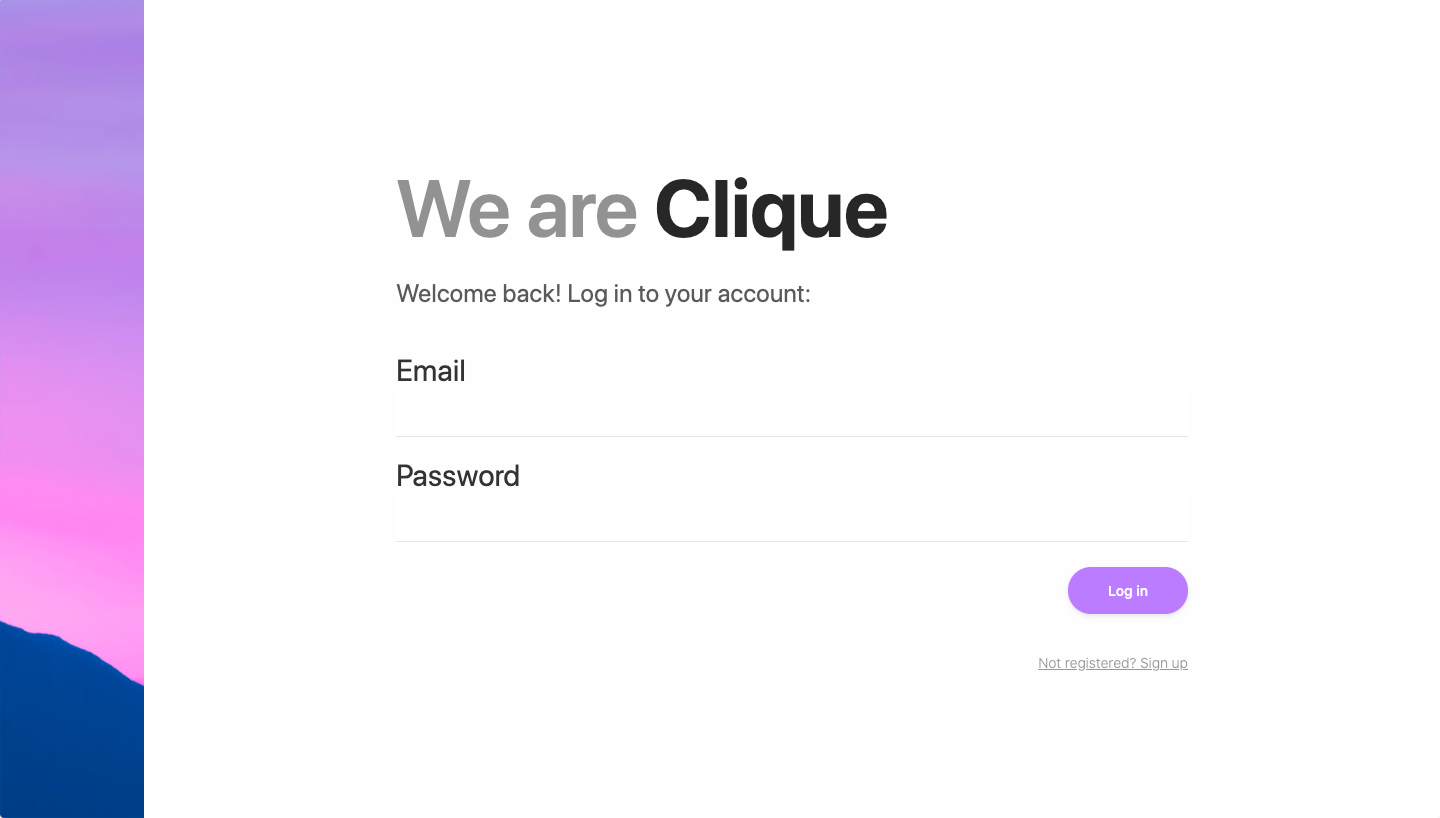 We are Clique
Welcome back! Log in to your account:
Email
Password
Log in
Not registered? Sign up